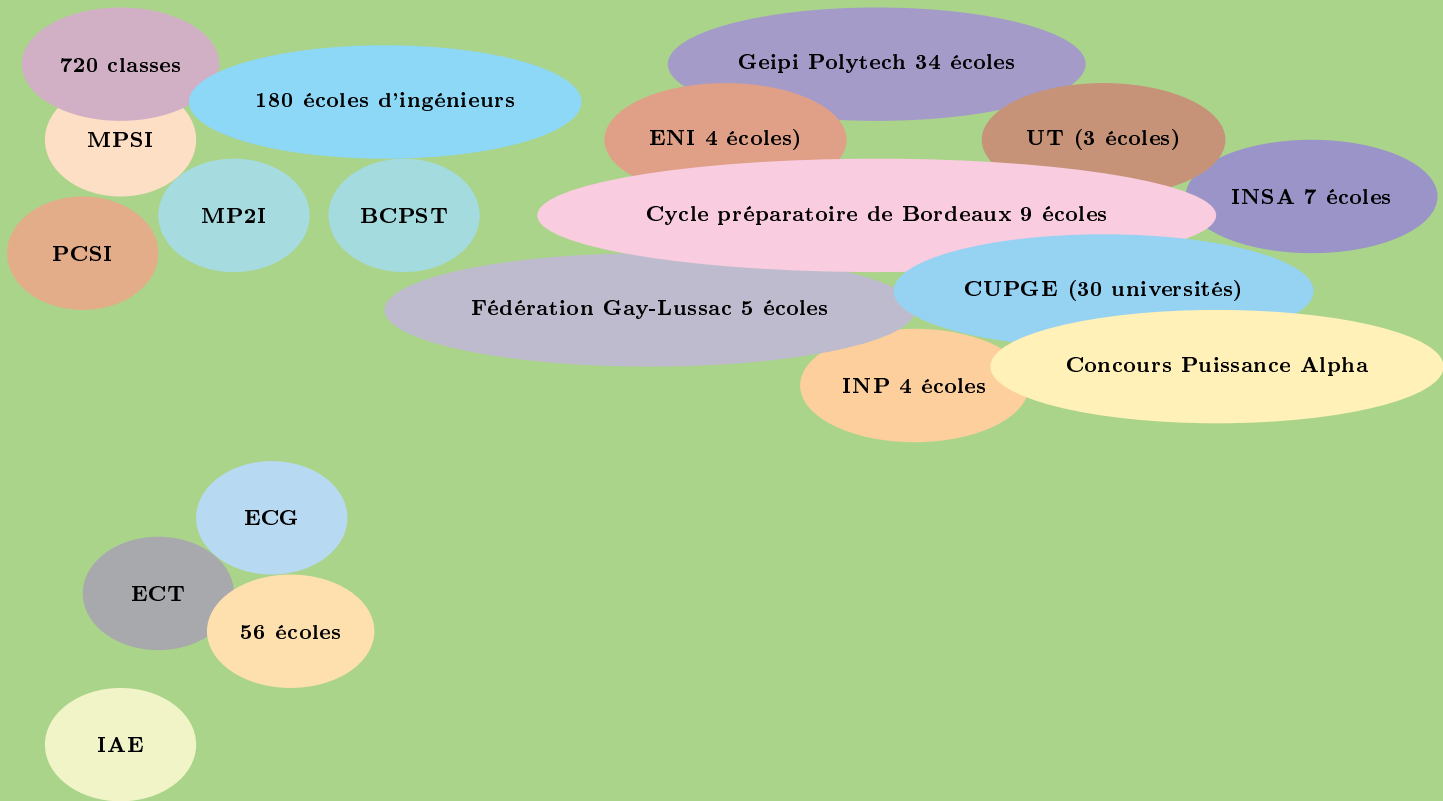 720 classes
180 écoles d'ingénieurs
Geipi Polytech 34 écoles
MPSI
ENI 4 écoles)
UT (3 écoles)
INSA 7 écoles
MP2I
BCPST
Cycle préparatoire de Bordeaux 9 écoles
PCSI
CUPGE (30 universités)
Fédération Gay-Lussac 5 écoles
Concours Puissance Alpha
INP 4 écoles
ECG
ECT
56 écoles
IAE